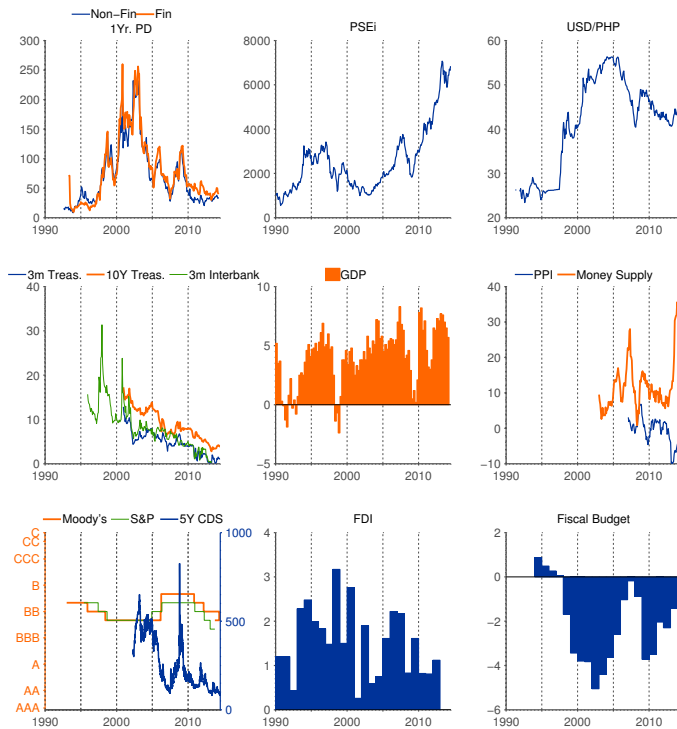 Non-Fin Fin
1Yr. PD
300
250
200
150
100
50
0
1990 2000 2010
PSEi
8000
6000
4000
2000
0
1990 2000 2010
USD/PHP
60
50
40
30
20
1990 2000 2010
3m Treas. 10Y Treas. 3m Interbank
40
30
20
10
0
1990 2000 2010
GDP
10
5
0
−5
1990 2000 2010
PPI Money Supply
40
30
20
10
0
−10
1990 2000 2010
Moody's S&P 5Y CDS
C
CC
CCC
B
BB
BBB
A
AA
AAA
1000
500
0
1990 2000 2010
FDI
4
3
2
1
0
1990 2000 2010
Fiscal Budget
2
0
−2
−4
−6
1990 2000 2010